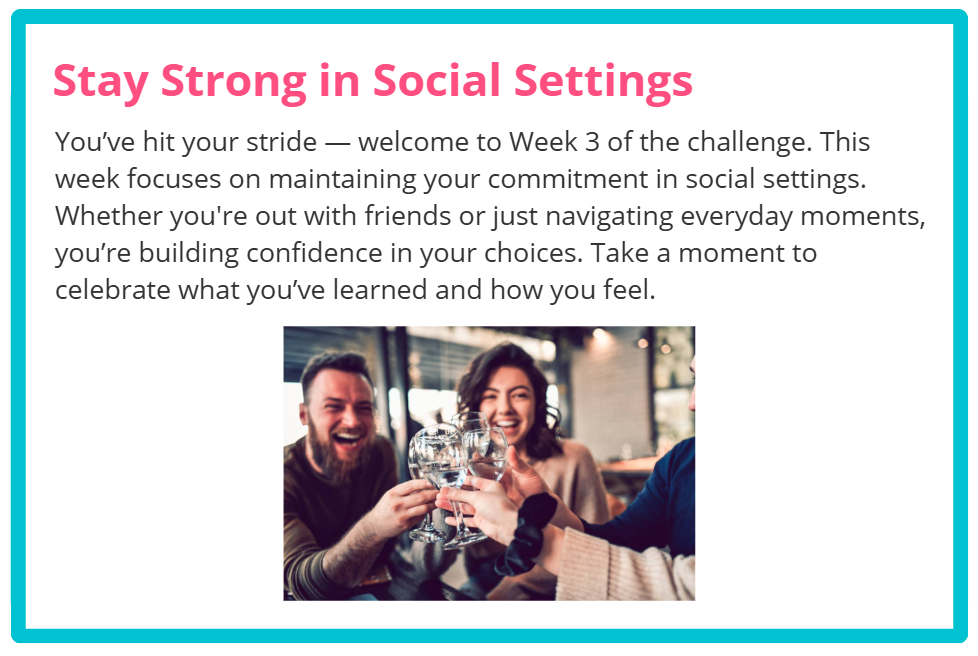 Stay Strong in Social Settings
You’ve hit your stride — welcome to Week 3 of the challenge. This
week focuses on maintaining your commitment in social settings.
Whether you're out with friends or just navigating everyday moments,
you’re building confidence in your choices. Take a moment to
celebrate what you’ve learned and how you feel.